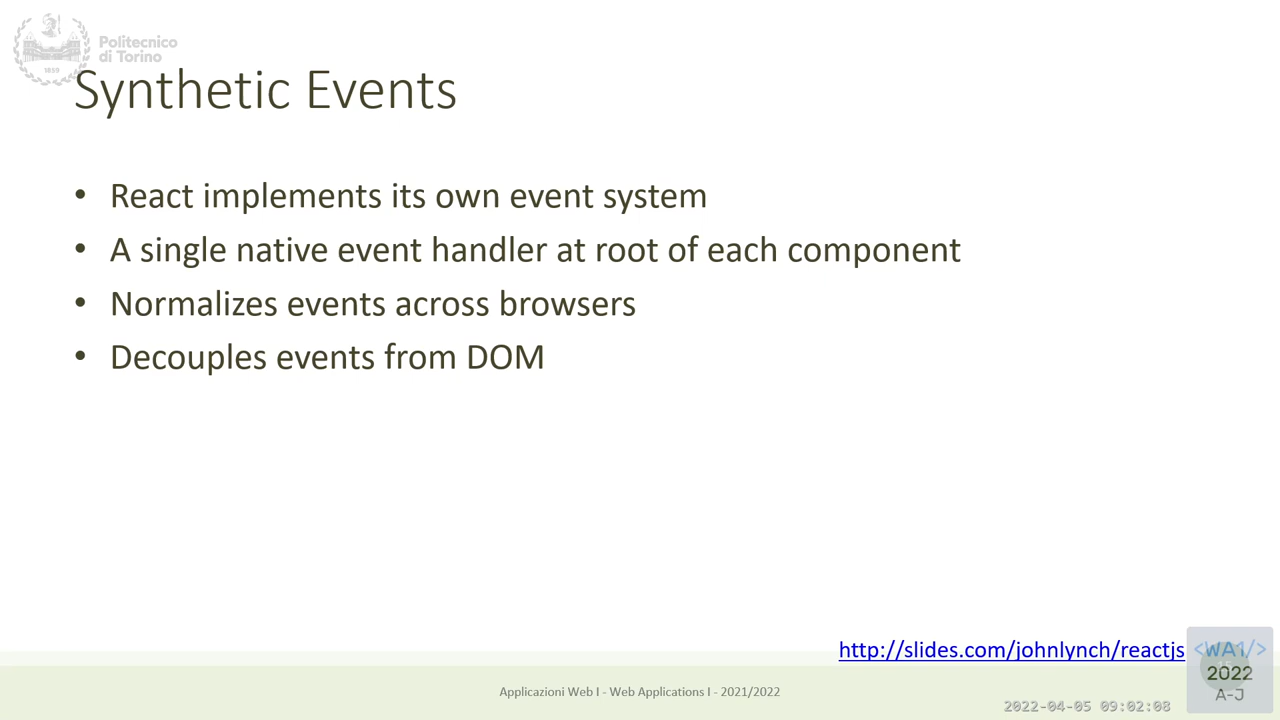 Politecnico
di Torino
1859
Synthetic Events
• React implements its own event system
• A single native event handler at root of each component
• Normalizes events across browsers
• Decouples events from DOM
http://slides.com/johnlynch/reactjs
<WA1/>
2022
A-J
Applicazioni Web I - Web Applications I - 2021/2022
2022-04-05 09:02:08